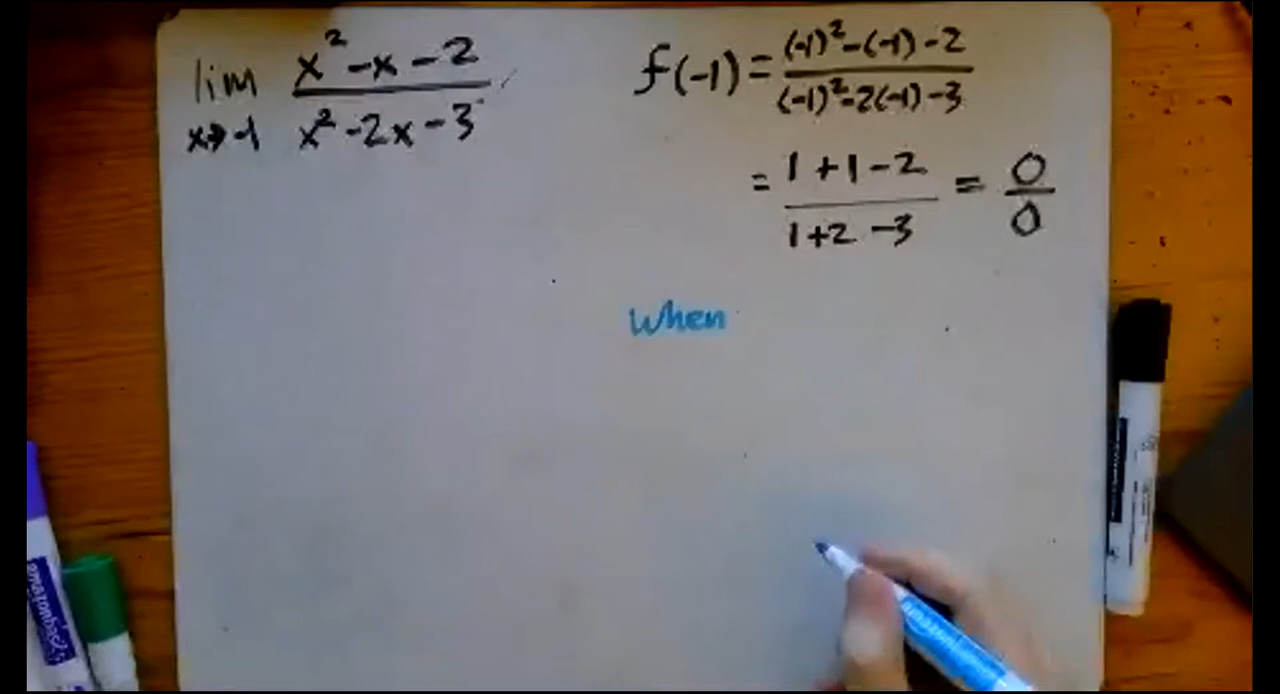 lim x→-1 (x² - x - 2)/(x² - 2x - 3)
f(-1) = ((-1)² - (-1) - 2)/((-1)² - 2(-1) - 3)
= (1 + 1 - 2)/(1 + 2 - 3) = 0/0
When
amazonbasics